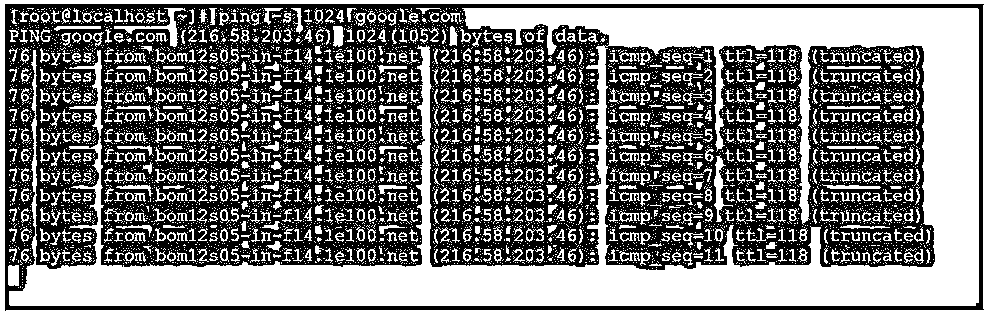 [root@localhost ~]# ping -s 1024 google.com
PING google.com (216.58.203.46) 1024(1052) bytes of data.
76 bytes from bom12s05-in-f14.1e100.net (216.58.203.46): icmp_seq=1 ttl=118 (truncated)
76 bytes from bom12s05-in-f14.1e100.net (216.58.203.46): icmp_seq=2 ttl=118 (truncated)
76 bytes from bom12s05-in-f14.1e100.net (216.58.203.46): icmp_seq=3 ttl=118 (truncated)
76 bytes from bom12s05-in-f14.1e100.net (216.58.203.46): icmp_seq=4 ttl=118 (truncated)
76 bytes from bom12s05-in-f14.1e100.net (216.58.203.46): icmp_seq=5 ttl=118 (truncated)
76 bytes from bom12s05-in-f14.1e100.net (216.58.203.46): icmp_seq=6 ttl=118 (truncated)
76 bytes from bom12s05-in-f14.1e100.net (216.58.203.46): icmp_seq=7 ttl=118 (truncated)
76 bytes from bom12s05-in-f14.1e100.net (216.58.203.46): icmp_seq=8 ttl=118 (truncated)
76 bytes from bom12s05-in-f14.1e100.net (216.58.203.46): icmp_seq=9 ttl=118 (truncated)
76 bytes from bom12s05-in-f14.1e100.net (216.58.203.46): icmp_seq=10 ttl=118 (truncated)
76 bytes from bom12s05-in-f14.1e100.net (216.58.203.46): icmp_seq=11 ttl=118 (truncated)